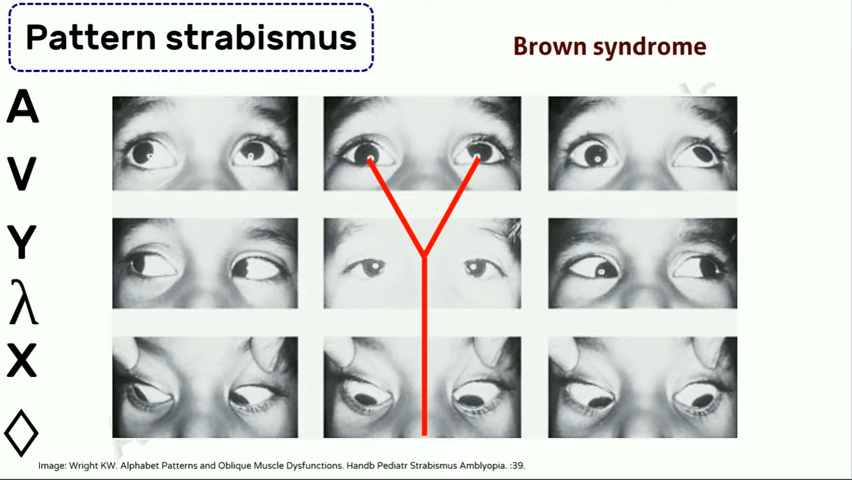 Pattern strabismus
Brown syndrome
A
V
Y
λ
X
◊
Image: Wright KW. Alphabet Patterns and Oblique Muscle Dysfunctions. Handb Pediatr Strabismus Amblyopia. :39.